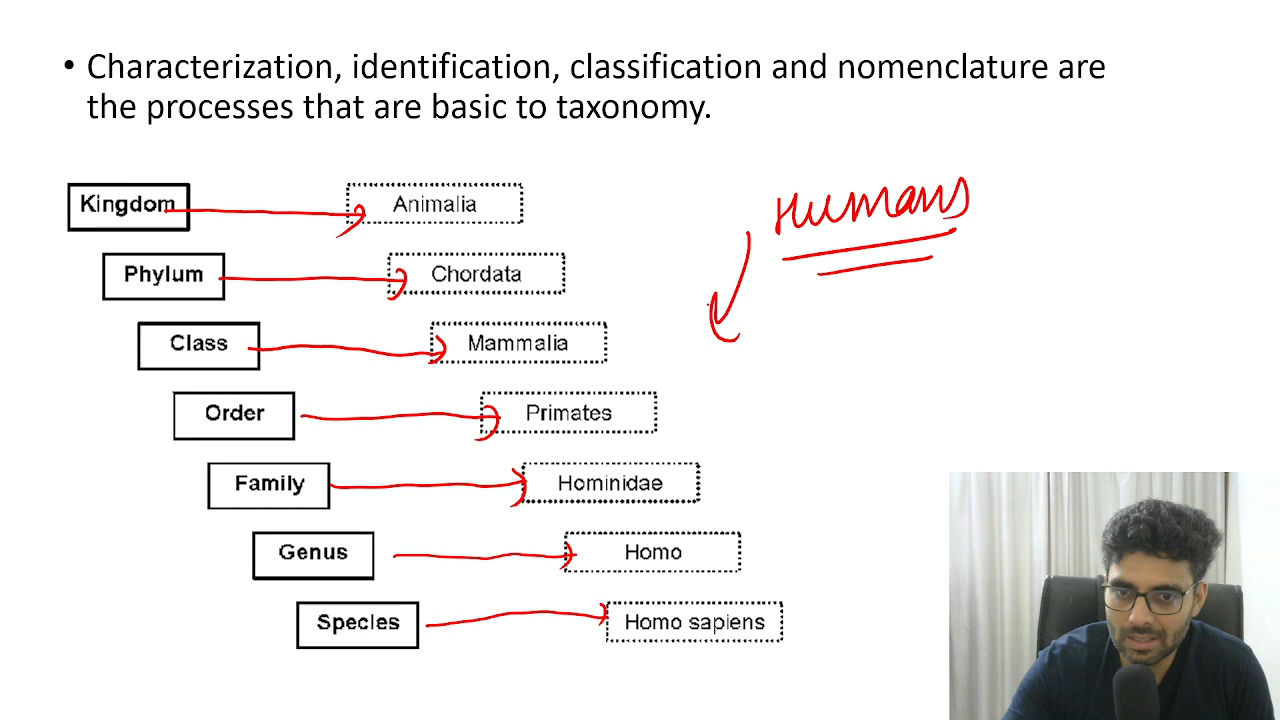 • Characterization, identification, classification and nomenclature are
the processes that are basic to taxonomy.
Kingdom Animalia
Humans
Phylum Chordata
Class Mammalia
Order Primates
Family Hominidae
Genus Homo
Species Homo sapiens